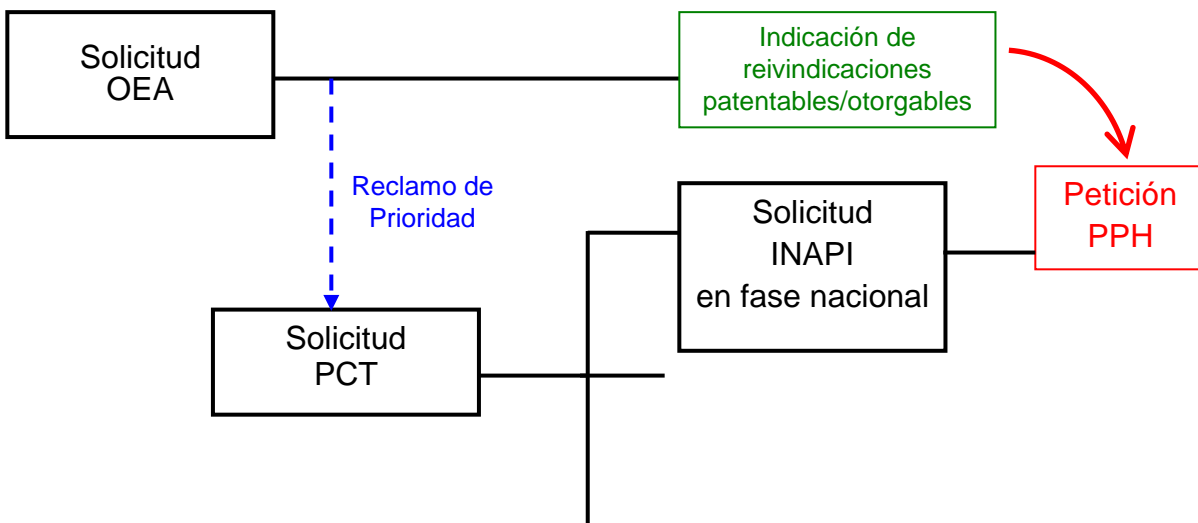 Solicitud
OEA
Indicación de
reivindicaciones
patentables/otorgables
Reclamo de
Prioridad
Solicitud
INAPI
en fase nacional
Petición
PPH
Solicitud
PCT